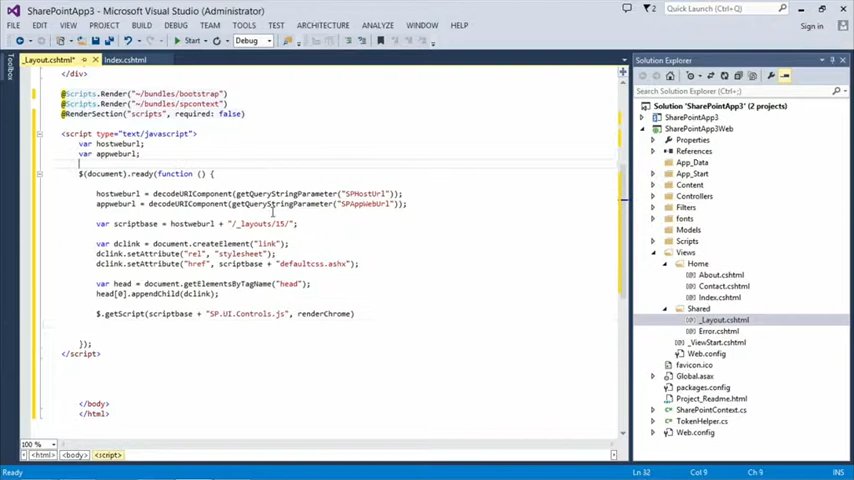 SharePointApp3 - Microsoft Visual Studio (Administrator)
2
Quick Launch (Ctrl+Q)
FILE EDIT VIEW PROJECT BUILD DEBUG TEAM TOOLS TEST ARCHITECTURE ANALYZE WINDOW HELP
Sign in
Start Debug
Toolbox
_Layout.cshtml* Index.cshtml
</div>
@Scripts.Render("~/bundles/bootstrap")
@Scripts.Render("~/bundles/spcontext")
@RenderSection("scripts", required: false)
<script type="text/javascript">
var hostweburl;
var appweburl;
$(document).ready(function () {
hostweburl = decodeURIComponent(getQueryStringParameter("SPHostUrl"));
appweburl = decodeURIComponent(getQueryStringParameter("SPAppWebUrl"));
var scriptbase = hostweburl + "/_layouts/15/";
var dclink = document.createElement("link");
dclink.setAttribute("rel", "stylesheet");
dclink.setAttribute("href", scriptbase + "defaultcss.ashx");
var head = document.getElementsByTagName("head");
head[0].appendChild(dclink);
$.getScript(scriptbase + "SP.UI.Controls.js", renderChrome)
});
</script>
</body>
</html>
100 %
<html> <body> <script>
Solution Explorer
Search Solution Explorer (Ctrl+;)
Solution 'SharePointApp3' (2 projects)
SharePointApp3
SharePointApp3Web
Properties
References
App_Data
App_Start
Content
Controllers
Filters
fonts
Models
Scripts
Views
Home
About.cshtml
Contact.cshtml
Index.cshtml
Shared
_Layout.cshtml
Error.cshtml
_ViewStart.cshtml
Web.config
favicon.ico
Global.asax
packages.config
Project_Readme.html
SharePointContext.cs
TokenHelper.cs
Web.config
Ready
Ln 32 Col 9 Ch 9